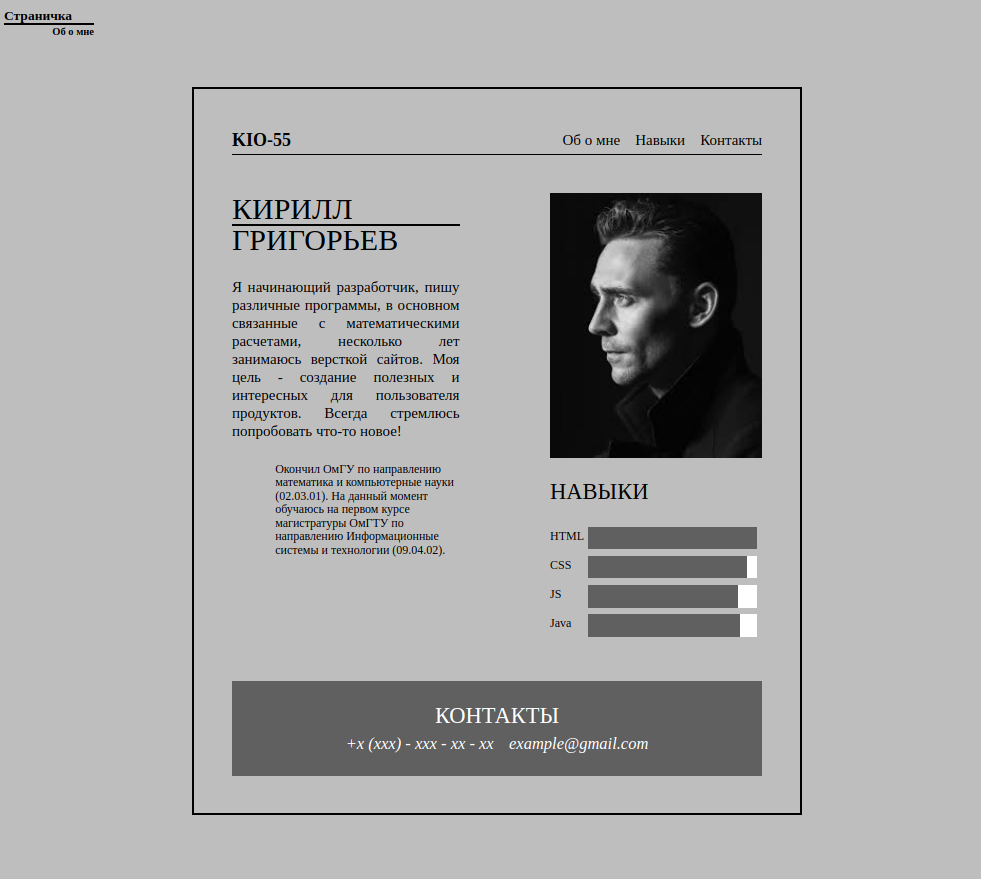 Страничка
Об о мне
KIO-55
Об о мне Навыки Контакты
КИРИЛЛ
ГРИГОРЬЕВ
Я начинающий разработчик, пишу
различные программы, в основном
связанные с математическими
расчетами, несколько лет
занимаюсь версткой сайтов. Моя
цель - создание полезных и
интересных для пользователя
продуктов. Всегда стремлюсь
попробовать что-то новое!
Окончил ОмГУ по направлению
математика и компьютерные науки
(02.03.01). На данный момент
обучаюсь на первом курсе
магистратуры ОмГТУ по
направлению Информационные
системы и технологии (09.04.02).
НАВЫКИ
HTML
CSS
JS
Java
КОНТАКТЫ
+x (xxx) - xxx - xx - xx example@gmail.com